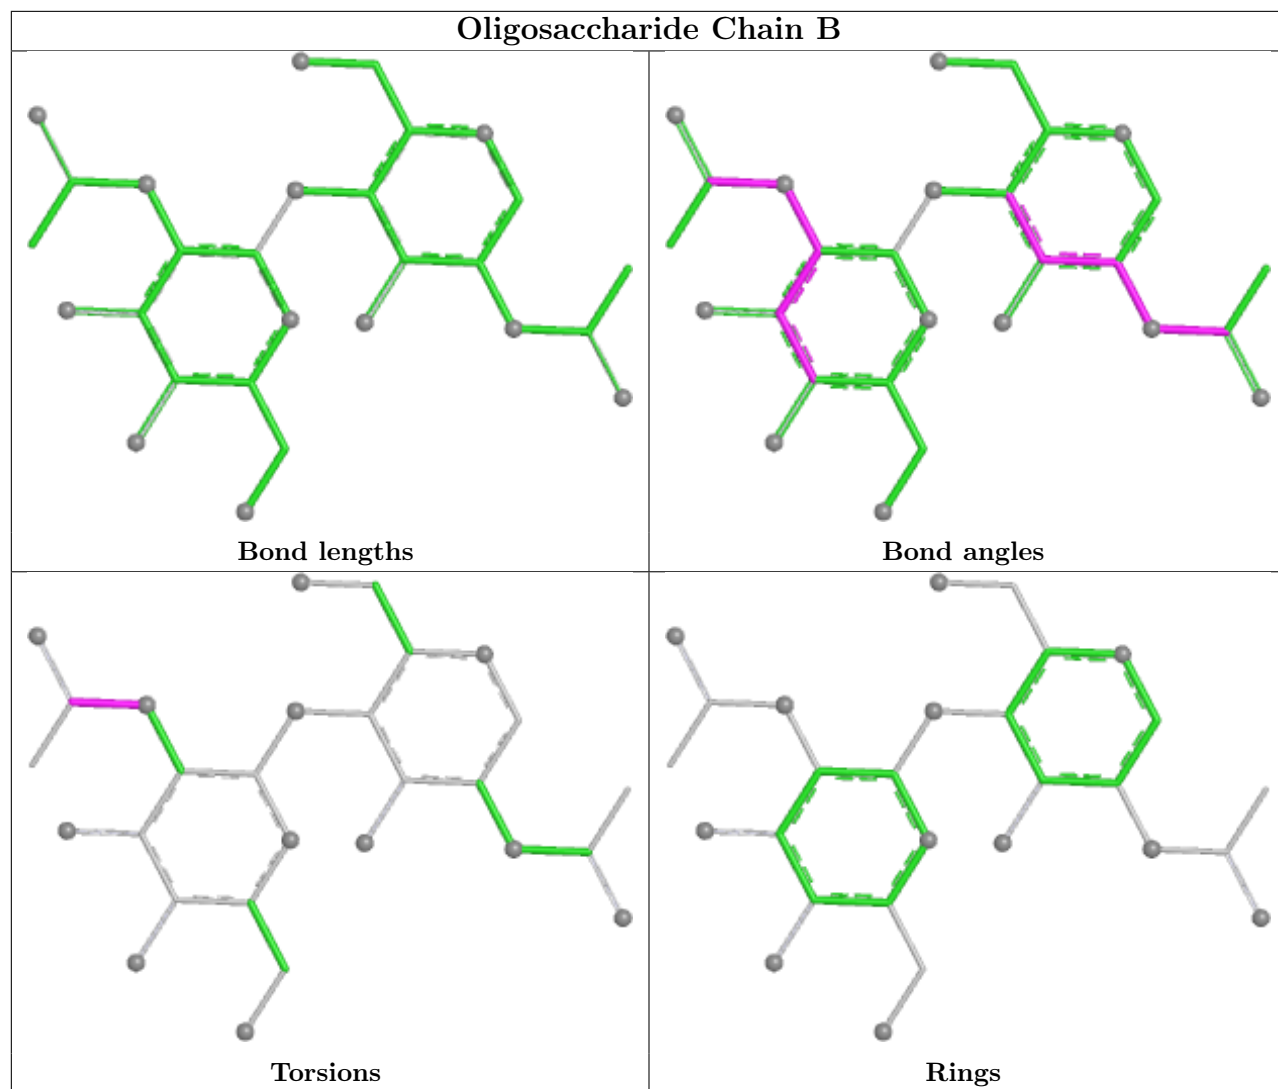 Oligosaccharide Chain B
Bond lengths
Bond angles
Torsions
Rings